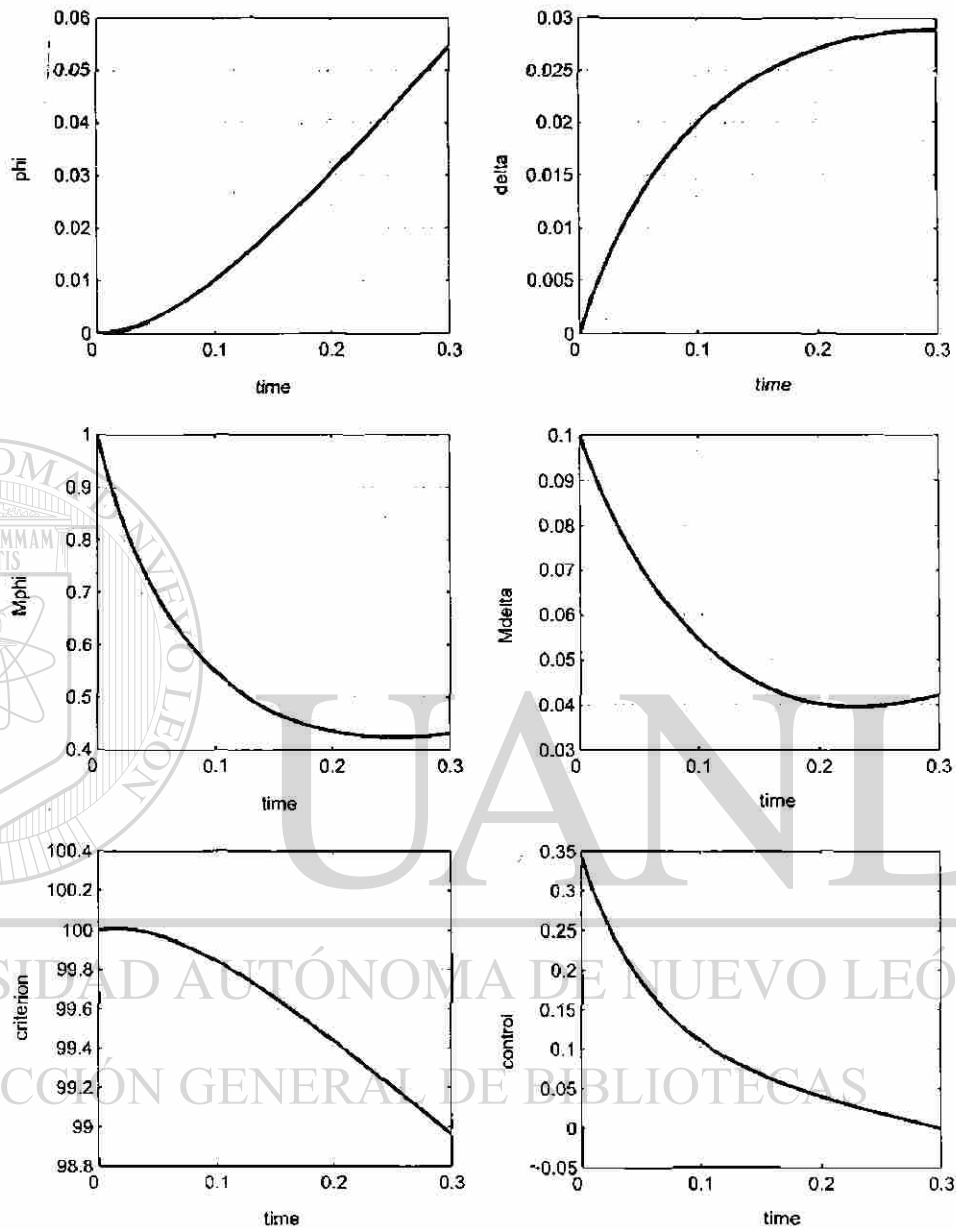 0.06
0.05
0.04
0.03
0.02
0.01
0
phi
0 0.1 0.2 0.3
time
0.03
0.025
0.02
0.015
0.01
0.005
0
delta
0 0.1 0.2 0.3
time
1
0.9
0.8
0.7
0.6
0.5
0.4
Mphi
0 0.1 0.2 0.3
time
0.1
0.09
0.08
0.07
0.06
0.05
0.04
0.03
Mdelta
0 0.1 0.2 0.3
time
100.4
100.2
100
99.8
99.6
99.4
99.2
99
98.8
criterion
0 0.1 0.2 0.3
time
0.35
0.3
0.25
0.2
0.15
0.1
0.05
0
-0.05
control
0 0.1 0.2 0.3
time
UANL
SIDAD AUTÓNOMA DE NUEVO LEÓ
CCIÓN GENERAL DE BIBLIOTECAS